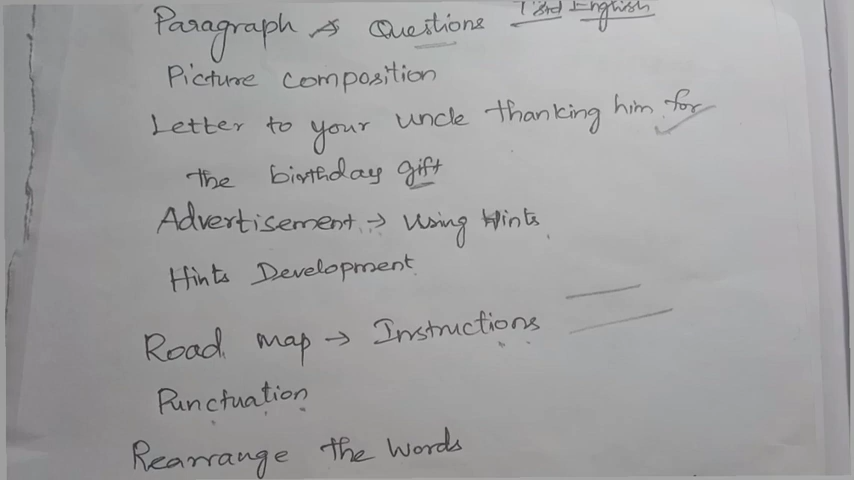 Paragraph → Questions
English
Picture composition
Letter to your uncle thanking him for
the birthday gift
Advertisement → Using Hints
Hints Development
Road map → Instructions
Punctuation
Rearrange the words